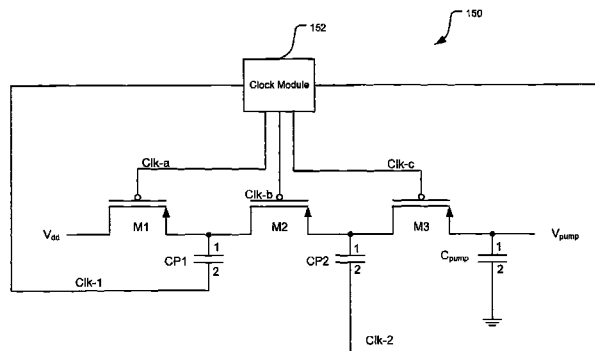 152
150
Clock Module
Clk-a
Clk-b
Clk-c
Vdd
M1
M2
M3
Vpump
1
CP1
2
1
CP2
2
1
Cpump
2
Clk-1
Clk-2